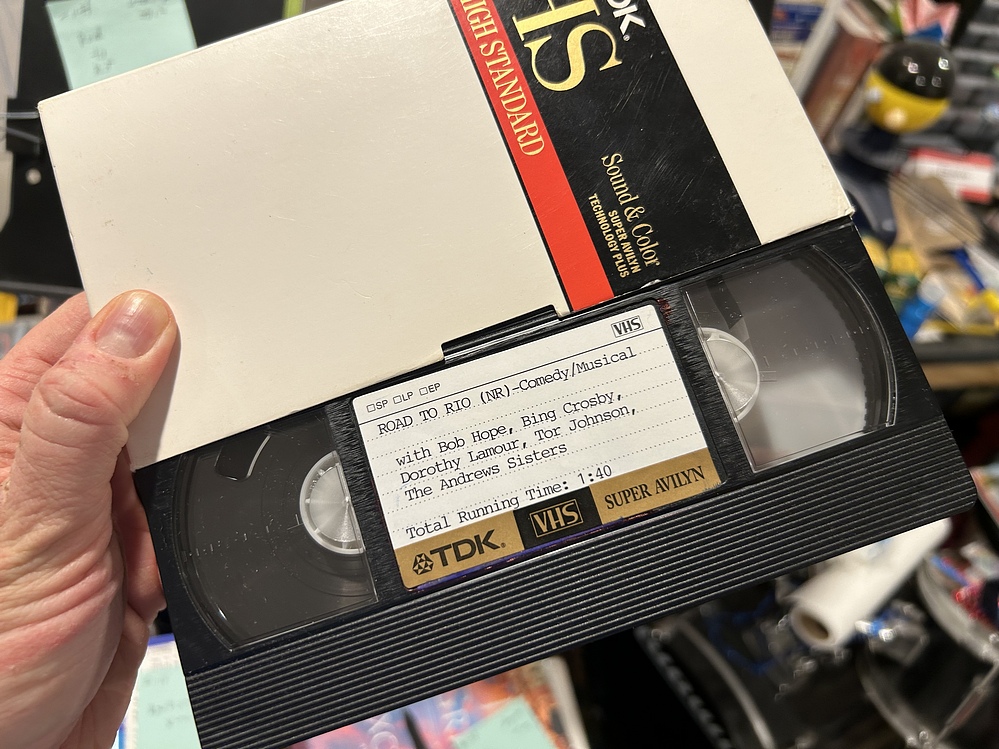 TDK.
VHS
HIGH STANDARD
Sound & Color
SUPER AVILYN
TECHNOLOGY PLUS
VHS
□SP □LP □EP
ROAD TO RIO (NR)-Comedy/Musical
with Bob Hope, Bing Crosby,
Dorothy Lamour, Tor Johnson,
The Andrews Sisters
Total Running Time: 1:40
TDK.
VHS
SUPER AVILYN